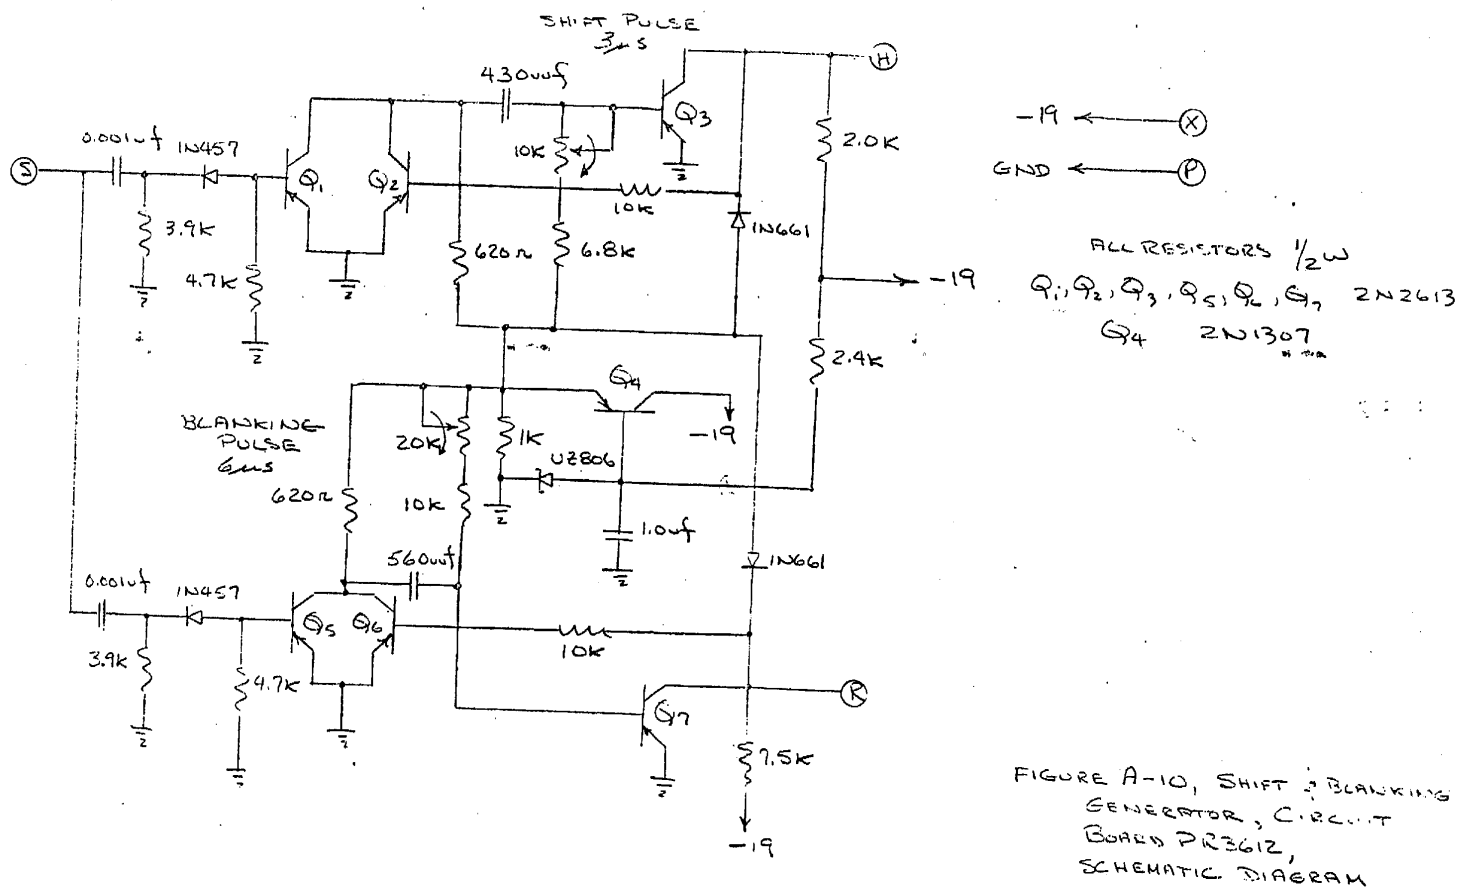 SHIFT PULSE
3μs
H
430uuf
Q3
-19
X
0.001uf
1N457
10K
2.0K
GND
P
S
Q1
Q2
10K
3.9K
1N661
ALL RESISTORS 1/2W
620Ω
6.8K
4.7K
-19
Q1, Q2, Q3, Q5, Q6, Q7 2N2613
Q4 2N1307
2.4K
Q4
BLANKING
PULSE
6μs
20K
1K
-19
UZ806
620Ω
10K
1.0uf
560uuf
1N661
0.001uf
1N457
Q5
Q6
10K
3.9K
4.7K
R
Q7
7.5K
FIGURE A-10, SHIFT & BLANKING
GENERATOR, CIRCUIT
BOARD PR3612,
SCHEMATIC DIAGRAM
-19